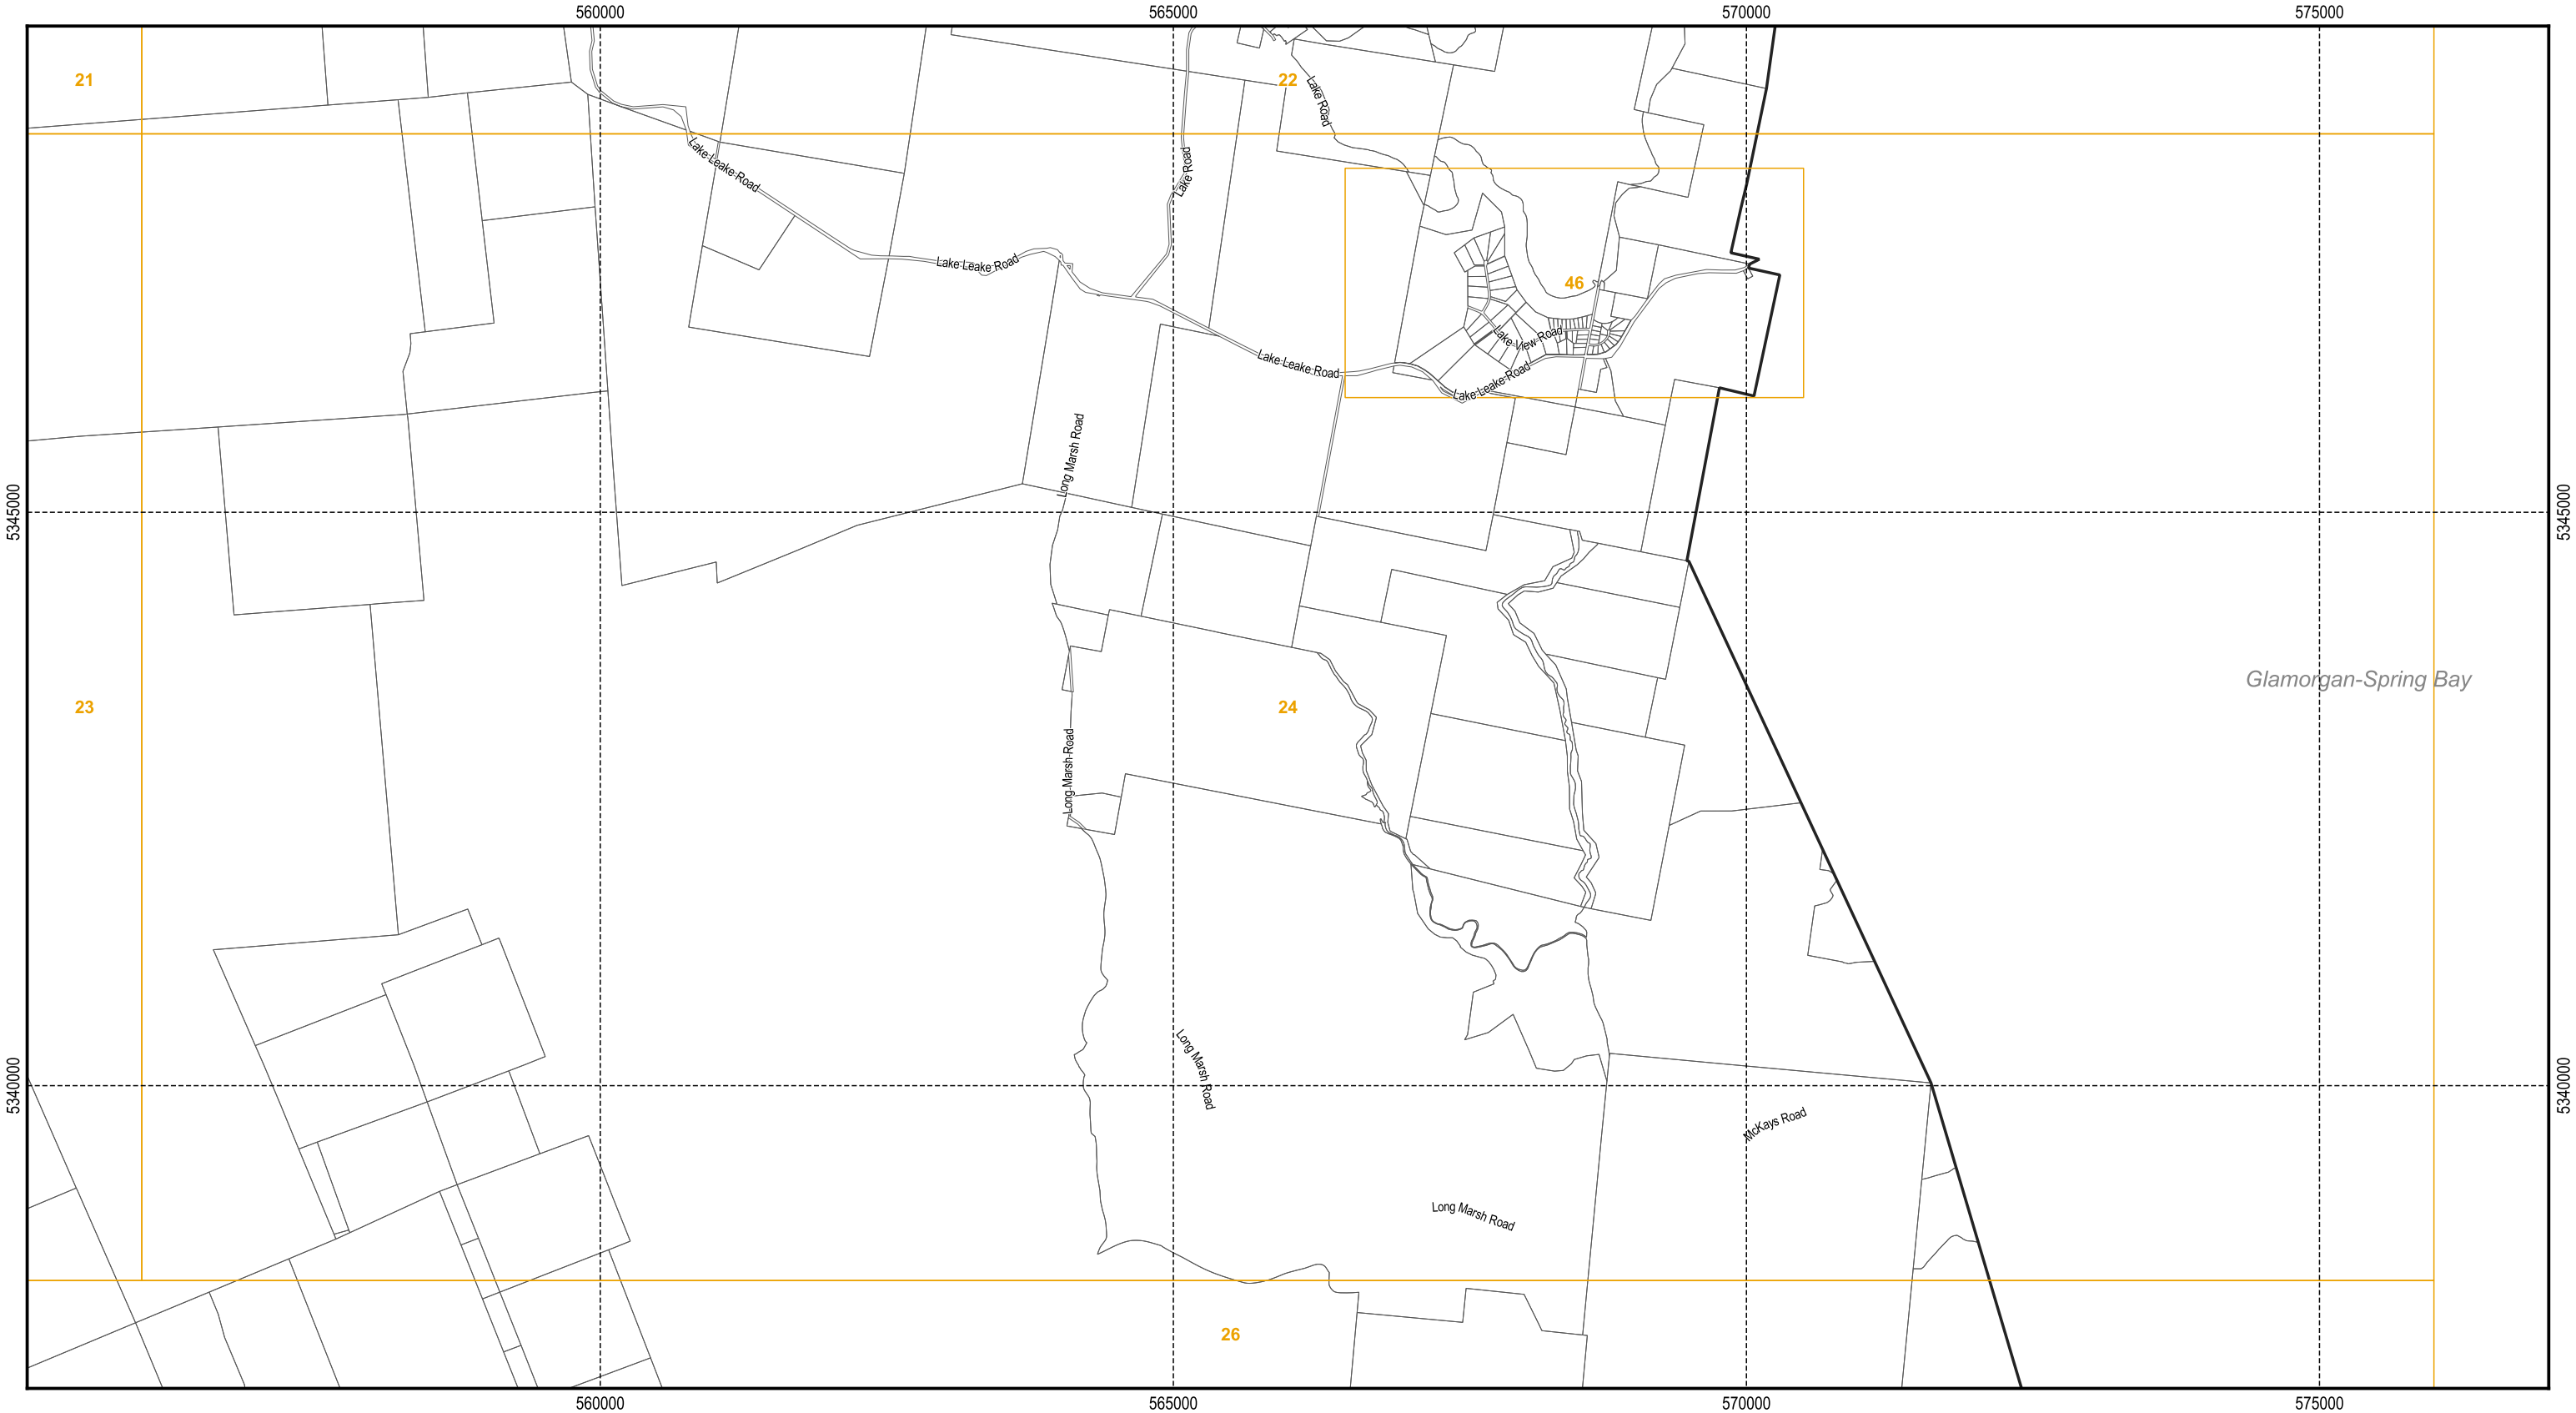 560000
565000
570000
575000
21
22
Lake Road
Lake Leake Road
Lake Road
Lake Leake Road
46
Lake View Road
Lake Leake Road
Lake Leake Road
Long Marsh Road
5345000
5345000
Glamorgan-Spring Bay
23
24
Long Marsh Road
Long Marsh Road
5340000
5340000
McKays Road
Long Marsh Road
26
560000
565000
570000
575000